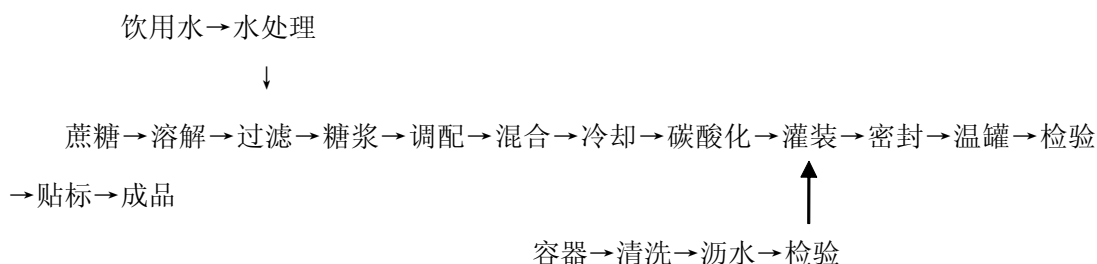 饮用水→水处理
↓
蔗糖→溶解→过滤→糖浆→调配→混合→冷却→碳酸化→灌装→密封→温罐→检验
→贴标→成品
容器→清洗→沥水→检验